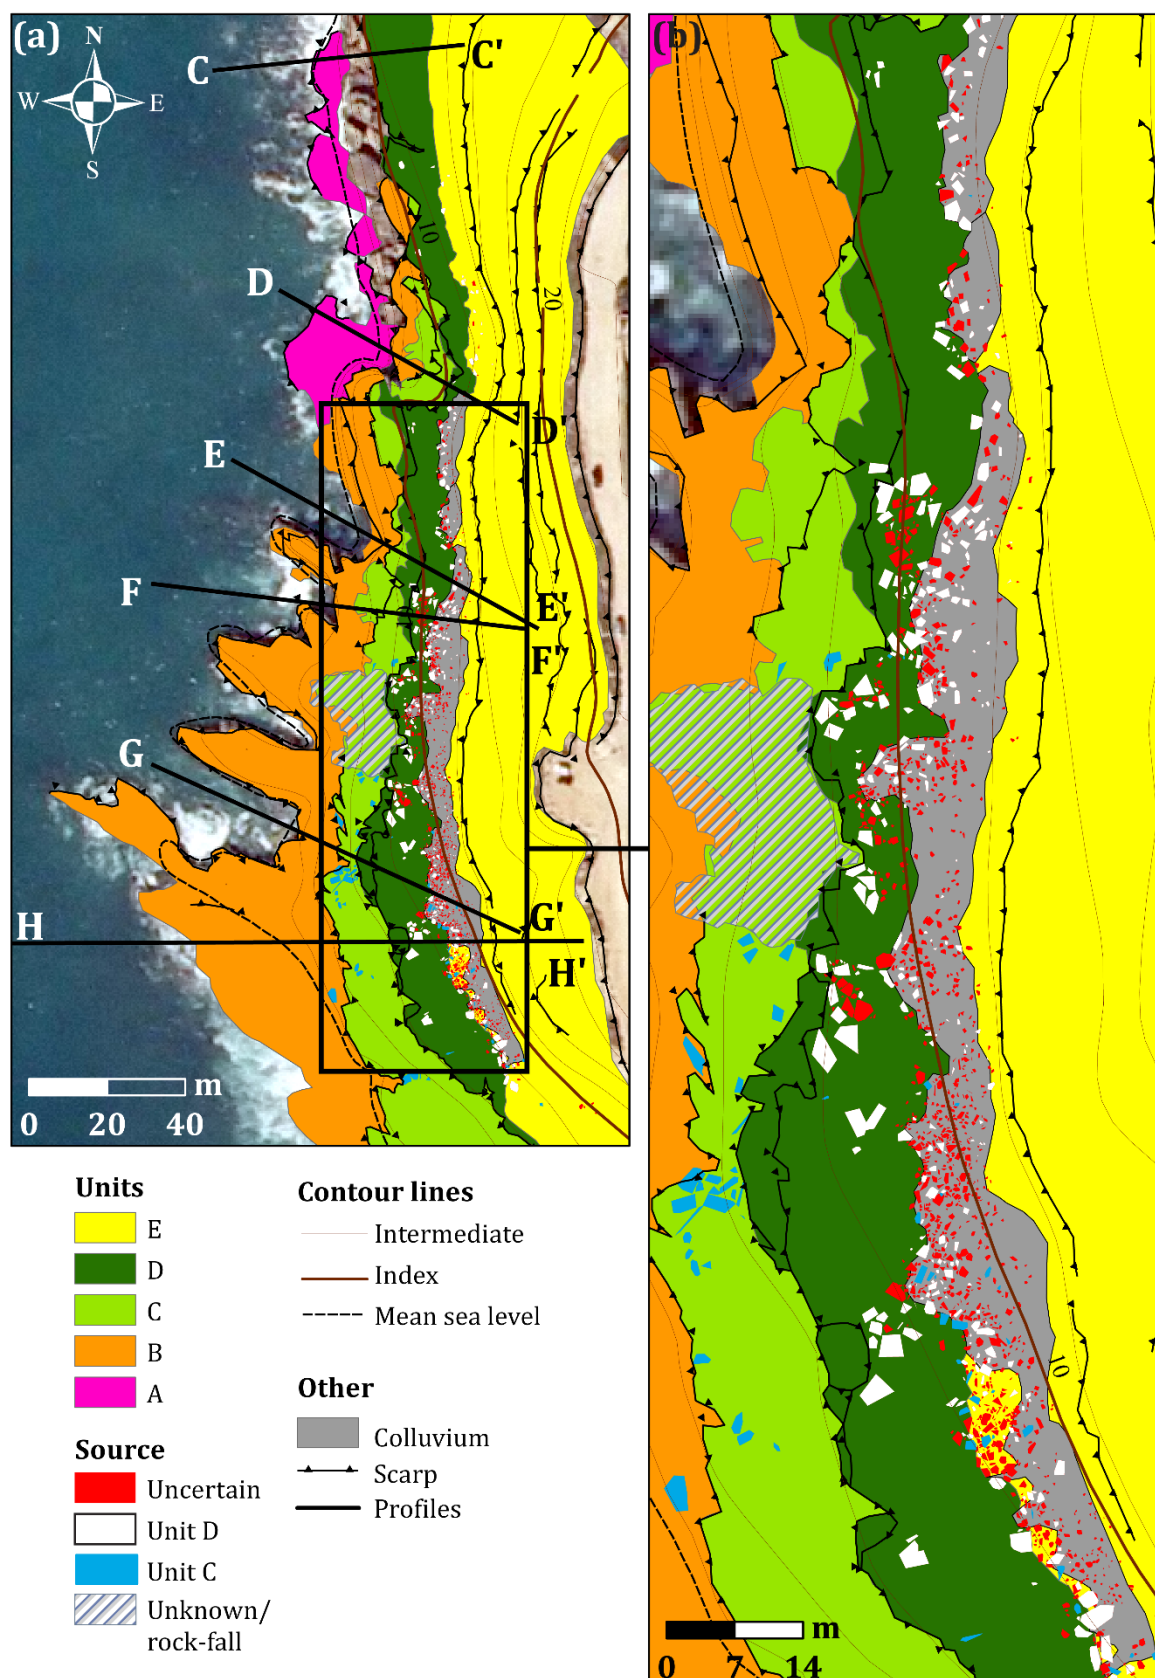 (a)
N
W E
S
C C'
10
20
D
D'
E
E'
F
F'
G
G'
H
H'
m
0 20 40
(b)
10
m
0 7 14
Units
E
D
C
B
A
Source
Uncertain
Unit D
Unit C
Unknown/
rock-fall
Contour lines
Intermediate
Index
Mean sea level
Other
Colluvium
Scarp
Profiles